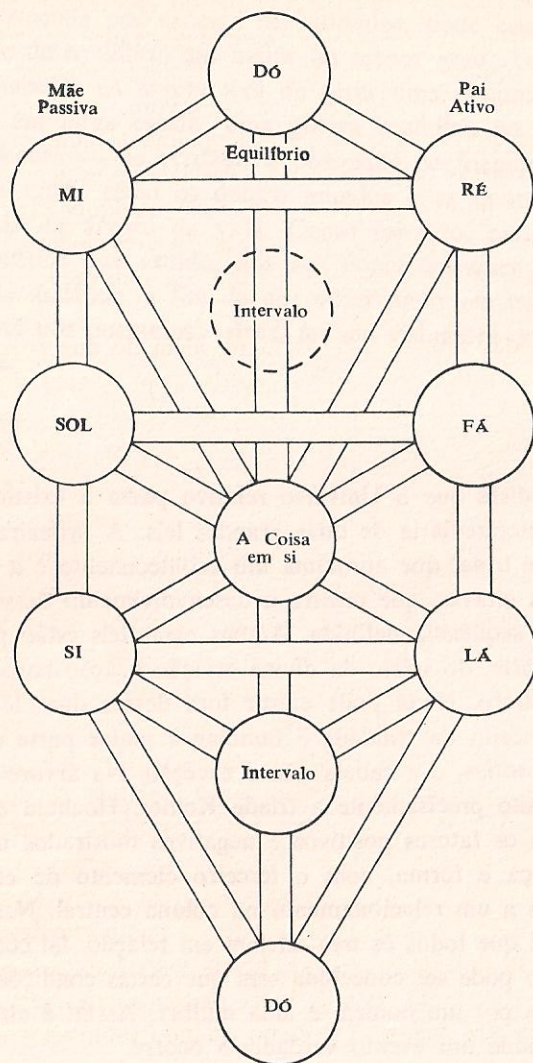 DÓ
Mãe
Passiva
Pai
Ativo
Equilíbrio
MI
RÉ
Intervalo
SOL
FÁ
A Coisa
em si
SI
LÁ
Intervalo
DÓ